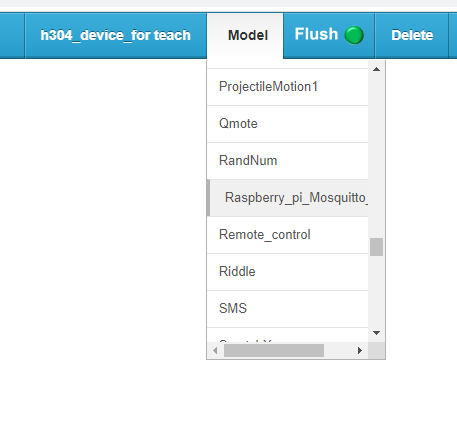 h304_device_for teach Model Flush Delete
ProjectileMotion1
Qmote
RandNum
Raspberry_pi_Mosquitto_
Remote_control
Riddle
SMS